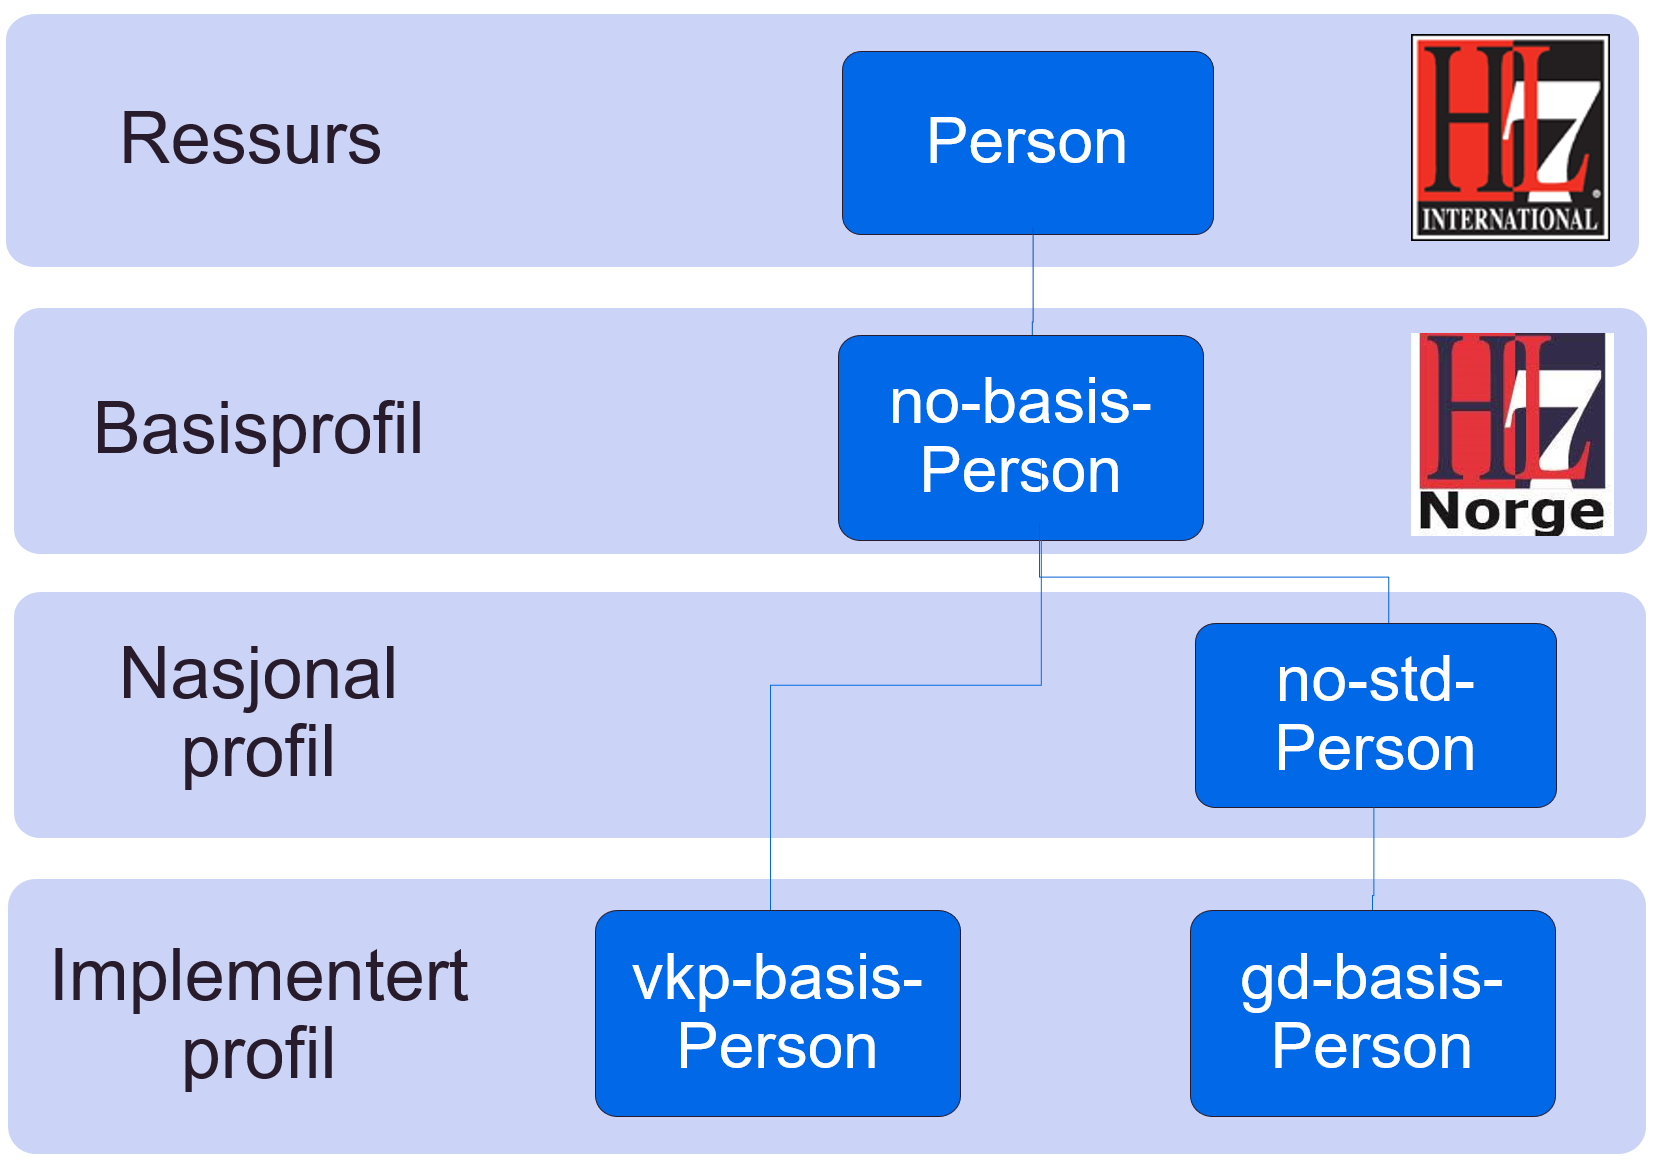 Ressurs
Person
HL7
INTERNATIONAL
®
Basisprofil
no-basis-
Person
HL7
Norge
Nasjonal
profil
no-std-
Person
Implementert
profil
vkp-basis-
Person
gd-basis-
Person